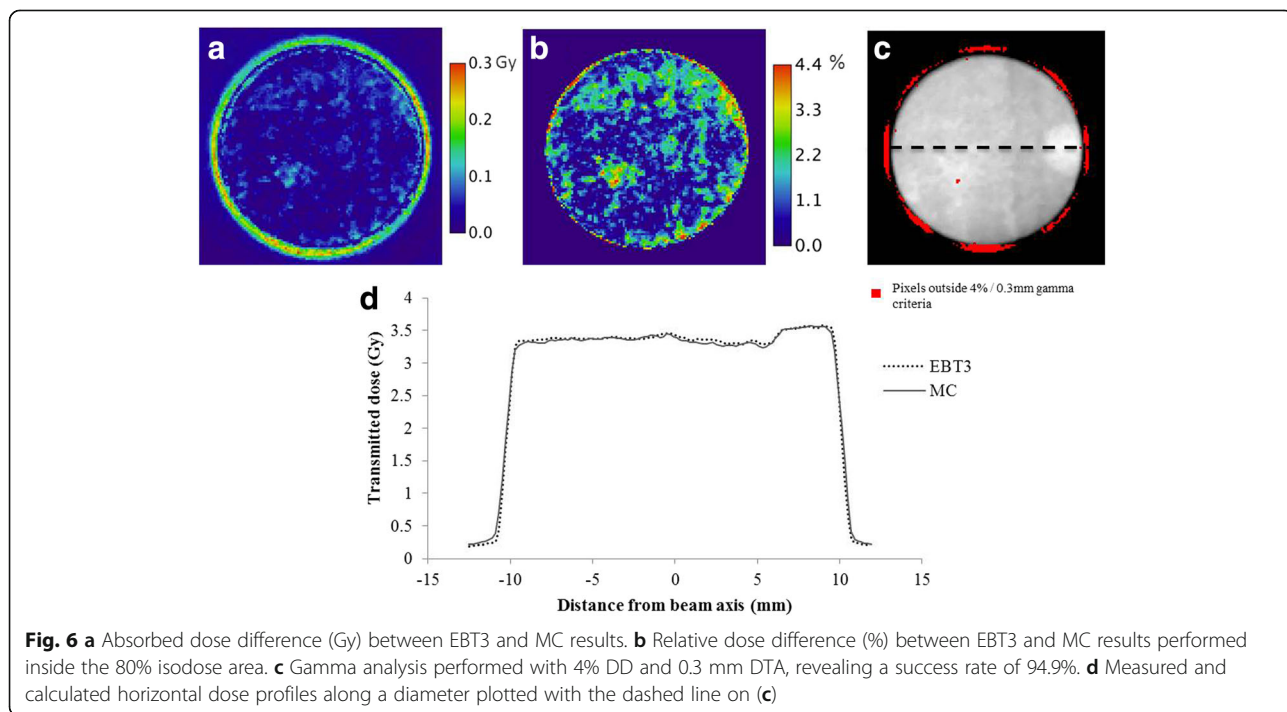 a
0.3 Gy
0.2
0.1
0.0
b
4.4 %
3.3
2.2
1.1
0.0
c
Pixels outside 4% / 0.3mm gamma
criteria
d
Transmitted dose (Gy)
4
3.5
3
2.5
2
1.5
1
0.5
0
-15
-10
-5
0
5
10
15
Distance from beam axis (mm)
EBT3
MC
Fig. 6 a Absorbed dose difference (Gy) between EBT3 and MC results. b Relative dose difference (%) between EBT3 and MC results performed
inside the 80% isodose area. c Gamma analysis performed with 4% DD and 0.3 mm DTA, revealing a success rate of 94.9%. d Measured and
calculated horizontal dose profiles along a diameter plotted with the dashed line on (c)